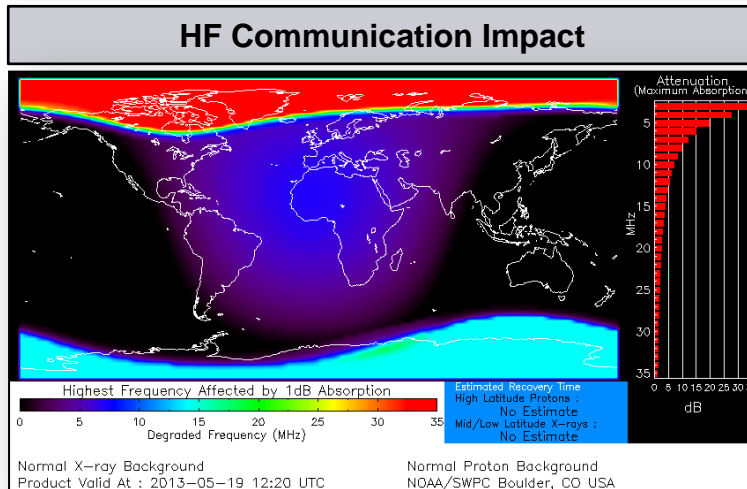 HF Communication Impact
Attenuation
(Maximum Absorption
5
10
15
20
25
30
35
MHz
0 5 10 15 20 25 30
dB
Highest Frequency Affected by 1dB Absorption
0 5 10 15 20 25 30 35
Degraded Frequency (MHz)
Estimated Recovery Time
High Latitude Protons :
No Estimate
Mid/Low Latitude X-rays :
No Estimate
Normal X-ray Background
Product Valid At : 2013-05-19 12:20 UTC
Normal Proton Background
NOAA/SWPC Boulder, CO USA